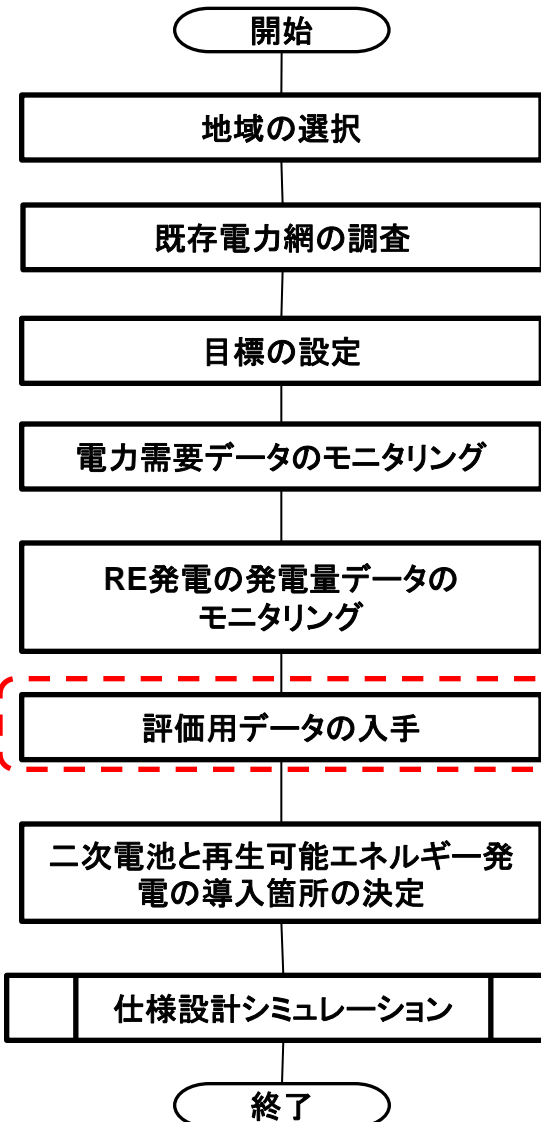 開始
地域の選択
既存電力網の調査
目標の設定
電力需要データのモニタリング
RE発電の発電量データの
モニタリング
評価用データの入手
二次電池と再生可能エネルギー発
電の導入箇所の決定
仕様設計シミュレーション
終了